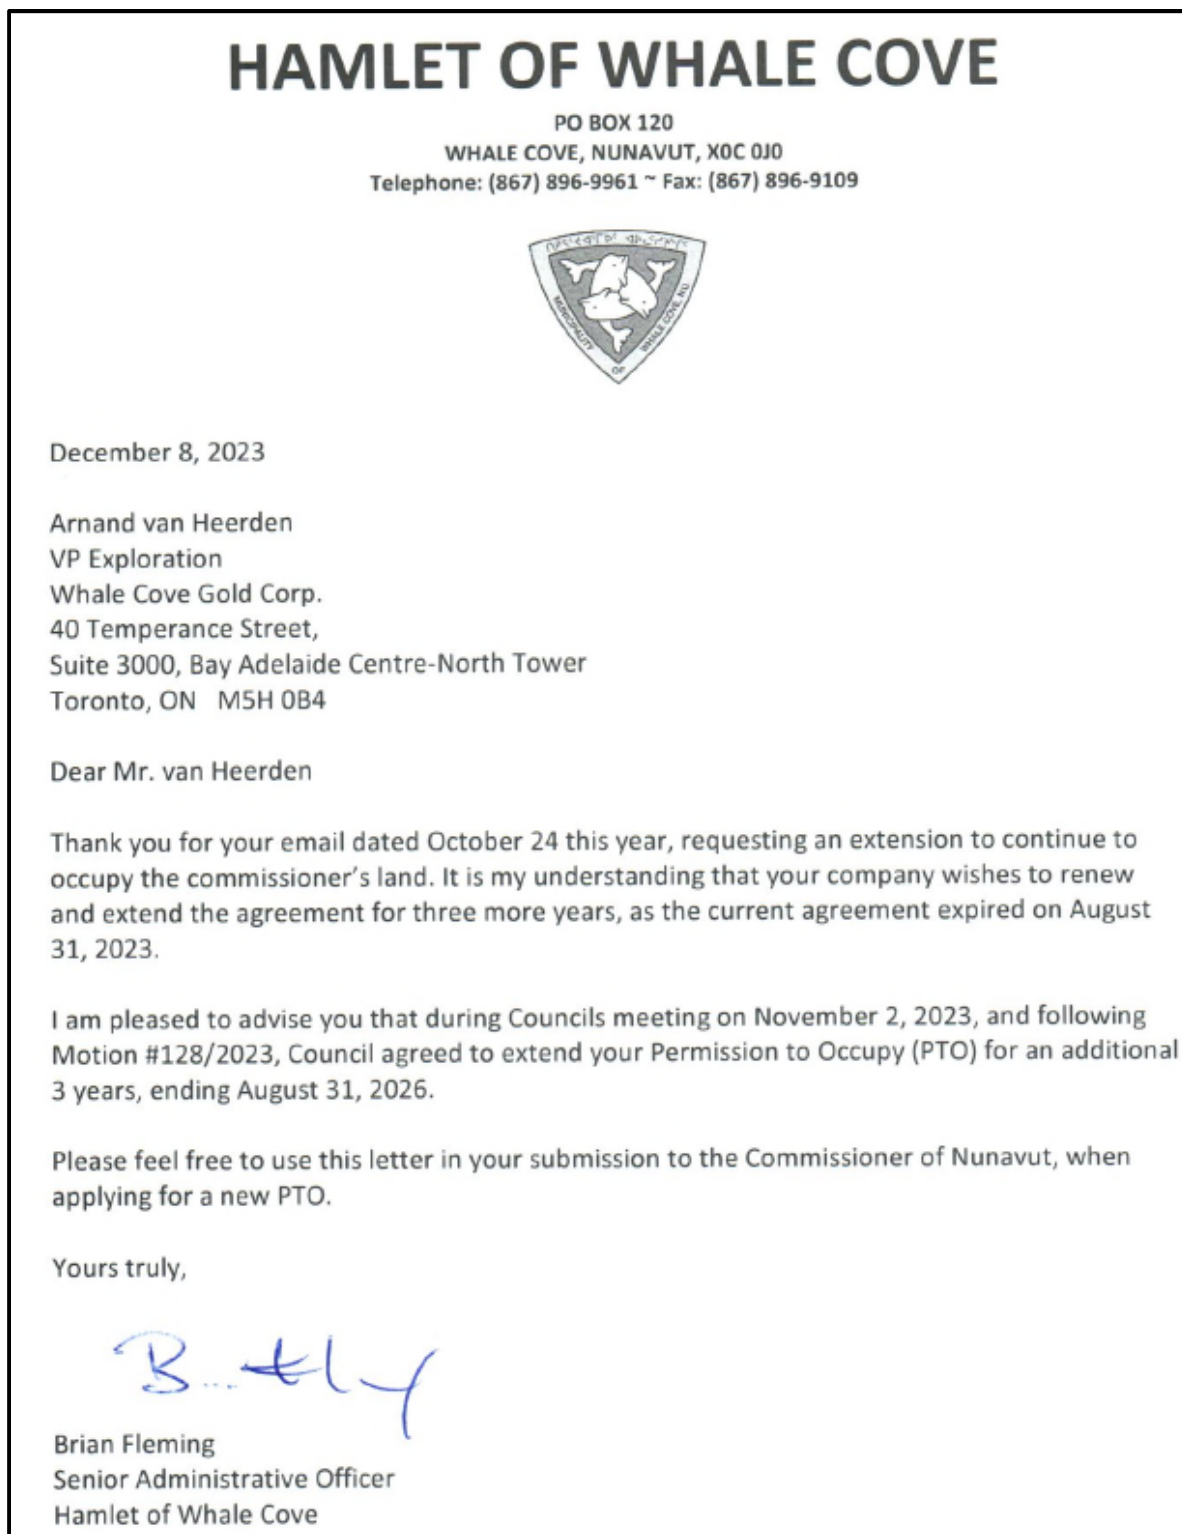 HAMLET OF WHALE COVE
PO BOX 120
WHALE COVE, NUNAVUT, X0C 0J0
Telephone: (867) 896-9961 ~ Fax: (867) 896-9109
MUNICIPALITY OF WHALE COVE, NU
December 8, 2023
Arnand van Heerden
VP Exploration
Whale Cove Gold Corp.
40 Temperance Street,
Suite 3000, Bay Adelaide Centre-North Tower
Toronto, ON   M5H 0B4
Dear Mr. van Heerden
Thank you for your email dated October 24 this year, requesting an extension to continue to
occupy the commissioner's land. It is my understanding that your company wishes to renew
and extend the agreement for three more years, as the current agreement expired on August
31, 2023.
I am pleased to advise you that during Councils meeting on November 2, 2023, and following
Motion #128/2023, Council agreed to extend your Permission to Occupy (PTO) for an additional
3 years, ending August 31, 2026.
Please feel free to use this letter in your submission to the Commissioner of Nunavut, when
applying for a new PTO.
Yours truly,
Brian Fleming
Senior Administrative Officer
Hamlet of Whale Cove